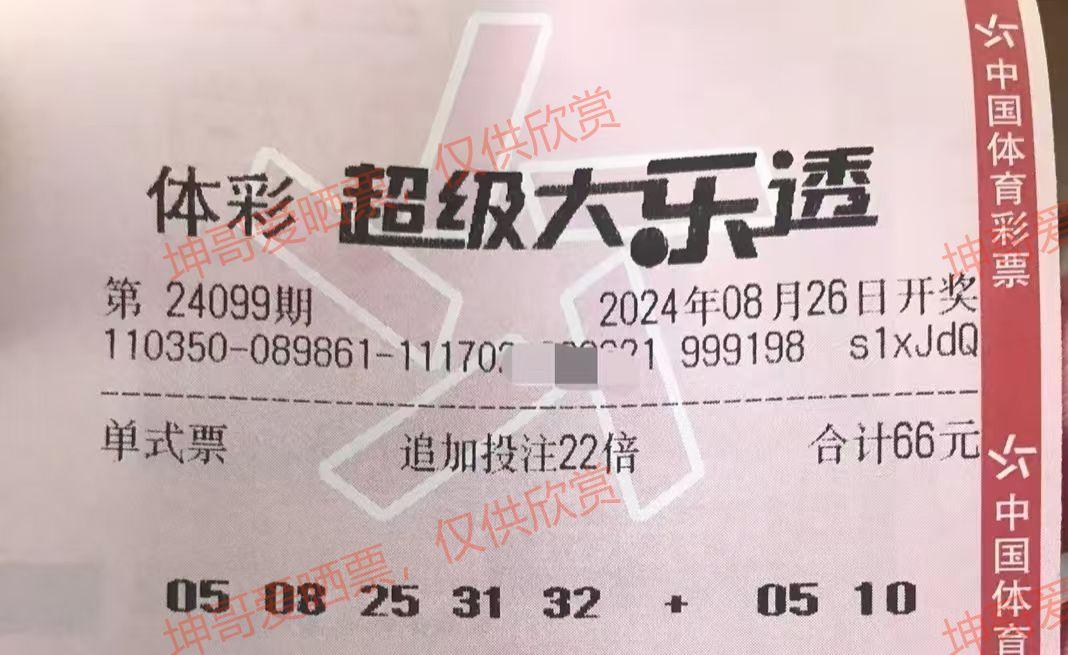 体彩 超级大乐透
第 24099期 2024年08月26日开奖
110350-089861-11170 21 999198 s1xJdQ
单式票 追加投注22倍 合计66元
05 08 25 31 32 + 05 10
中国体育彩票
中国体育
坤哥爱晒票，仅供欣赏
坤哥爱晒票，仅供欣赏
坤哥爱
坤哥爱